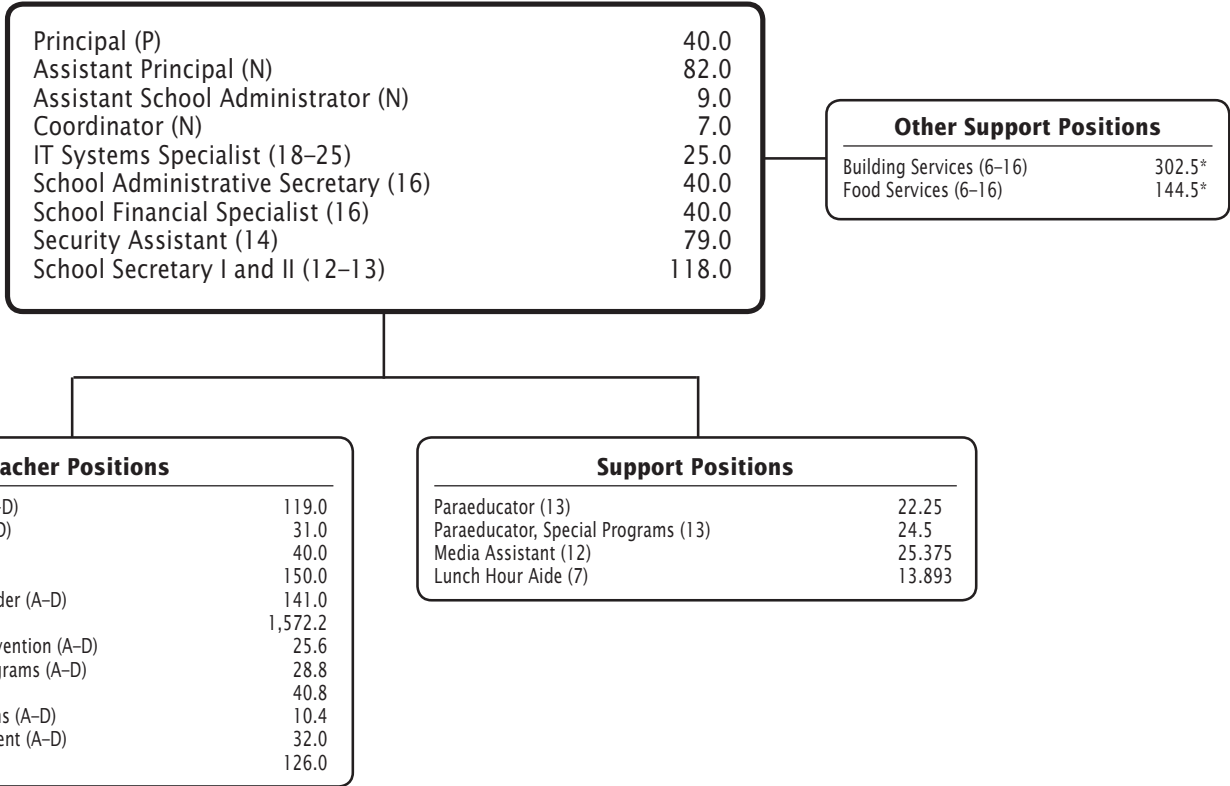 Principal (P) 40.0
Assistant Principal (N) 82.0
Assistant School Administrator (N) 9.0
Coordinator (N) 7.0
IT Systems Specialist (18–25) 25.0
School Administrative Secretary (16) 40.0
School Financial Specialist (16) 40.0
Security Assistant (14) 79.0
School Secretary I and II (12–13) 118.0
Other Support Positions
Building Services (6–16) 302.5*
Food Services (6–16) 144.5*
acher Positions
–D) 119.0
D) 31.0
40.0
150.0
der (A–D) 141.0
1,572.2
vention (A–D) 25.6
grams (A–D) 28.8
40.8
ns (A–D) 10.4
ent (A–D) 32.0
126.0
Support Positions
Paraeducator (13) 22.25
Paraeducator, Special Programs (13) 24.5
Media Assistant (12) 25.375
Lunch Hour Aide (7) 13.893